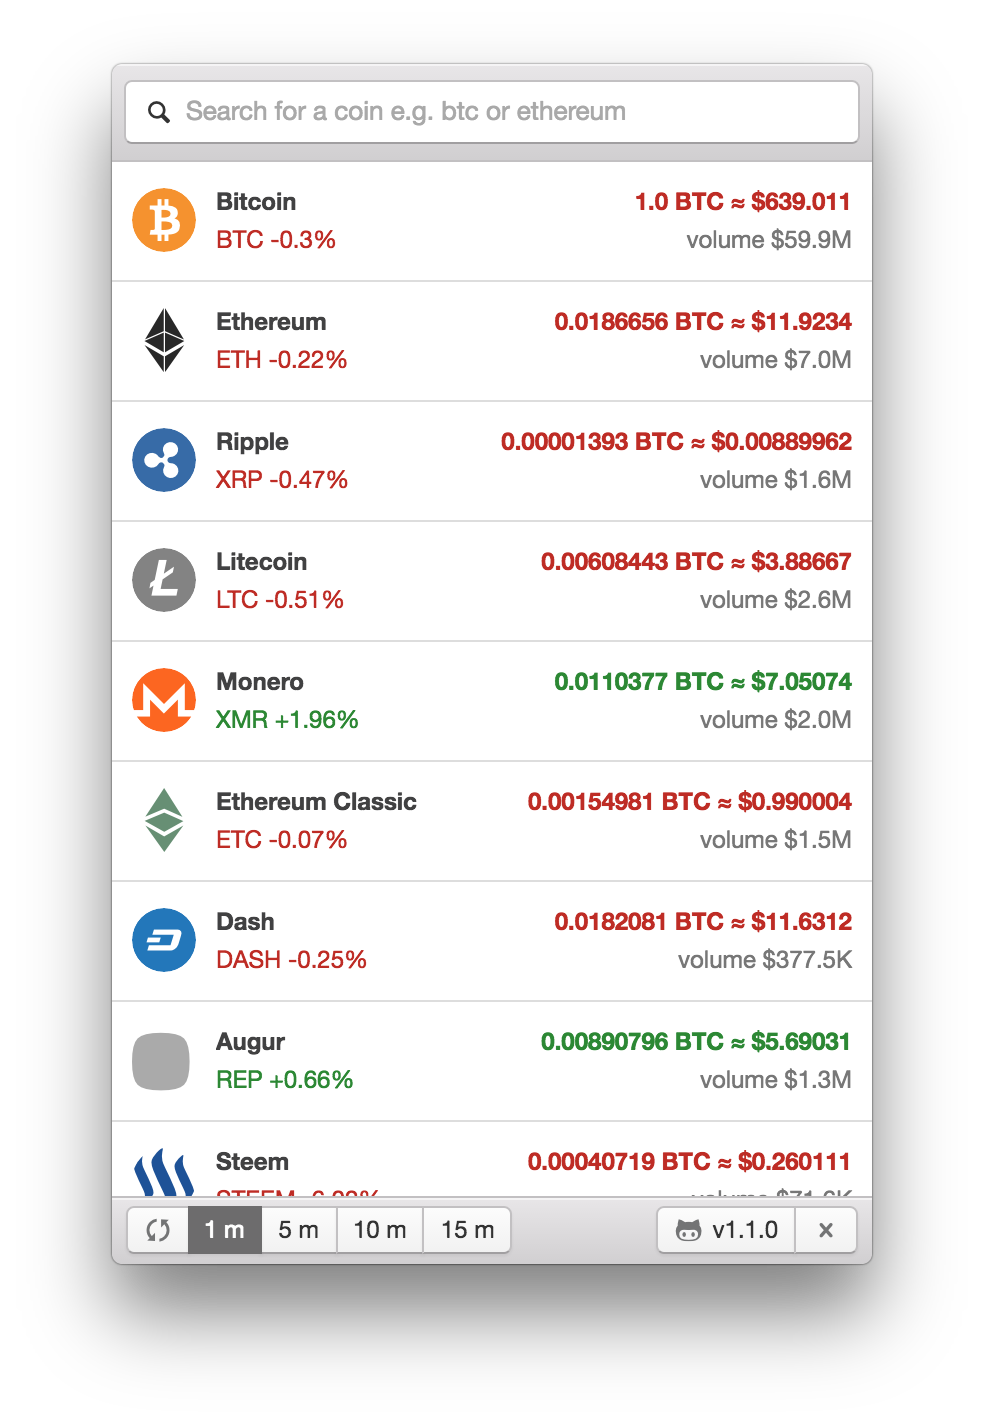 Search for a coin e.g. btc or ethereum
Bitcoin
1.0 BTC ≈ $639.011
BTC -0.3%
volume $59.9M
Ethereum
0.0186656 BTC ≈ $11.9234
ETH -0.22%
volume $7.0M
Ripple
0.00001393 BTC ≈ $0.00889962
XRP -0.47%
volume $1.6M
Litecoin
0.00608443 BTC ≈ $3.88667
LTC -0.51%
volume $2.6M
Monero
0.0110377 BTC ≈ $7.05074
XMR +1.96%
volume $2.0M
Ethereum Classic
0.00154981 BTC ≈ $0.990004
ETC -0.07%
volume $1.5M
Dash
0.0182081 BTC ≈ $11.6312
DASH -0.25%
volume $377.5K
Augur
0.00890796 BTC ≈ $5.69031
REP +0.66%
volume $1.3M
Steem
0.00040719 BTC ≈ $0.260111
STEEM
volume
1 m
5 m
10 m
15 m
v1.1.0
×